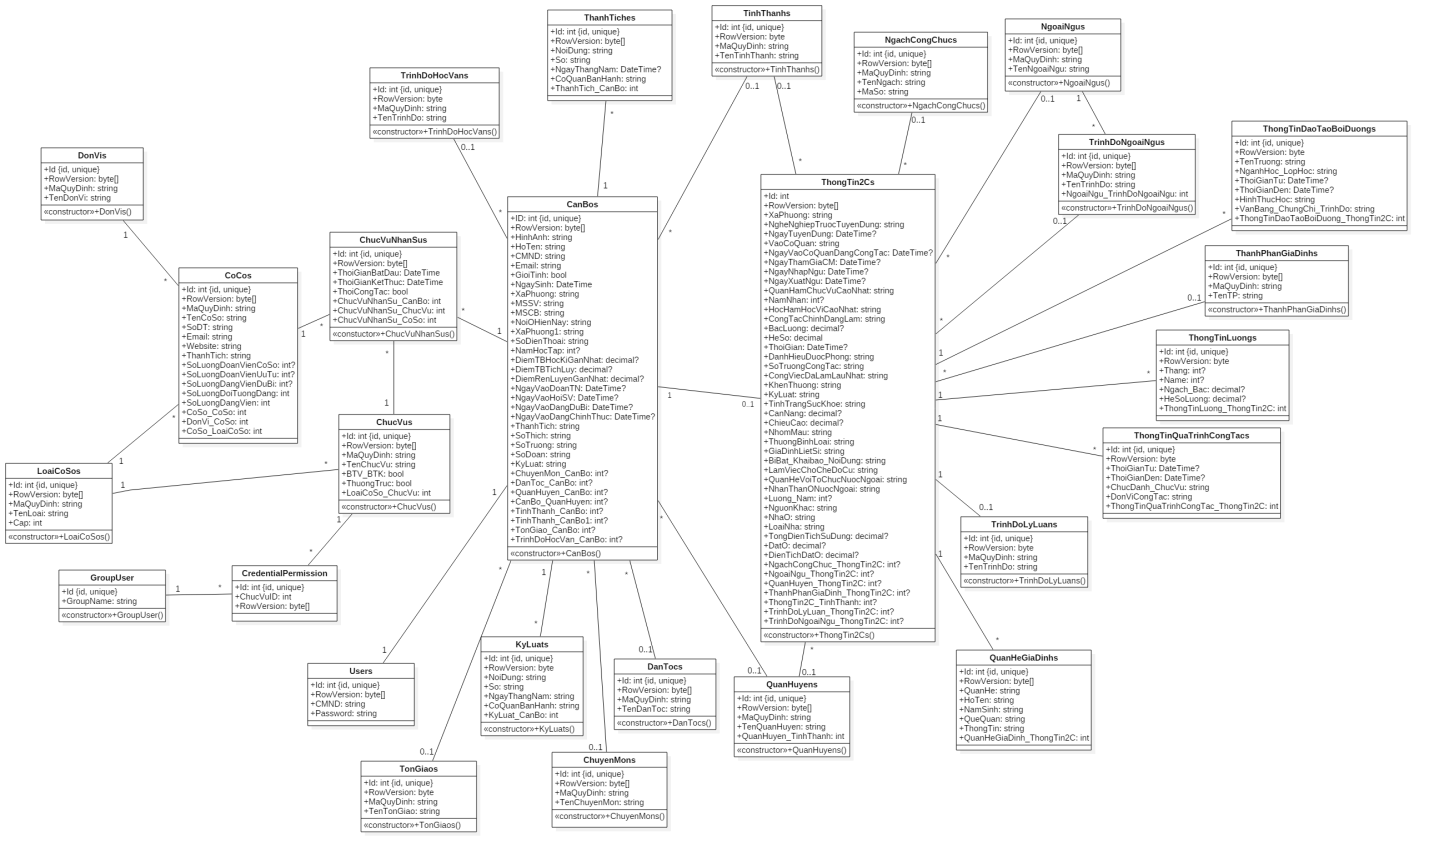 ThanhTiches
+Id: int {id, unique}
+RowVersion: byte[]
+NoiDung: string
+So: string
+NgayThangNam: DateTime?
+CoQuanBanHanh: string
+ThanhTich_CanBo: int
TinhThanhs
+Id: int {id, unique}
+RowVersion: byte
+MaQuyDinh: string
+TenTinhThanh: string
«constructor»+TinhThanhs()
NgachCongChucs
+Id: int {id, unique}
+RowVersion: byte[]
+MaQuyDinh: string
+TenNgach: string
+MaSo: string
«constructor»+NgachCongChucs()
NgoaiNgus
+Id: int {id, unique}
+RowVersion: byte[]
+MaQuyDinh: string
+TenNgoaiNgu: string
«constructor»+NgoaiNgus()
TrinhDoHocVans
+Id: int {id, unique}
+RowVersion: byte
+MaQuyDinh: string
+TenTrinhDo: string
«constructor»+TrinhDoHocVans()
TrinhDoNgoaiNgus
+Id: int {id, unique}
+RowVersion: byte[]
+MaQuyDinh: string
+TenTrinhDo: string
+NgoaiNgu_TrinhDoNgoaiNgu: int
«constructor»+TrinhDoNgoaiNgus()
ThongTinDaoTaoBoiDuongs
+Id: int {id, unique}
+RowVersion: byte
+TenTruong: string
+NganhHoc_LopHoc: string
+ThoiGianTu: DateTime?
+ThoiGianDen: DateTime?
+HinhThucHoc: string
+VanBang_ChungChi_TrinhDo: string
+ThongTinDaoTaoBoiDuong_ThongTin2C: int
DonVis
+Id {id, unique}
+RowVersion: byte[]
+MaQuyDinh: string
+TenDonVi: string
«constructor»+DonVis()
CanBos
+ID: int {id, unique}
+RowVersion: byte[]
+HinhAnh: string
+HoTen: string
+CMND: string
+Email: string
+GioiTinh: bool
+NgaySinh: DateTime
+XaPhuong: string
+MSSV: string
+MSCB: string
+NoiOHienNay: string
+XaPhuong1: string
+SoDienThoai: string
+NamHocTap: int?
+DiemTBHocKiGanNhat: decimal?
+DiemTBTichLuy: decimal?
+DiemRenLuyenGanNhat: decimal?
+NgayVaoDoanTN: DateTime?
+NgayVaoHoiSV: DateTime?
+NgayVaoDangDuBi: DateTime?
+NgayVaoDangChinhThuc: DateTime?
+ThanhTich: string
+SoThich: string
+SoTruong: string
+SoDoan: string
+KyLuat: string
+ChuyenMon_CanBo: int?
+DanToc_CanBo: int?
+QuanHuyen_CanBo: int?
+CanBo_QuanHuyen: int?
+TinhThanh_CanBo: int?
+TinhThanh_CanBo1: int?
+TonGiao_CanBo: int?
+TrinhDoHocVan_CanBo: int?
«constructor»+CanBos()
ThongTin2Cs
+Id: int
+RowVersion: byte[]
+XaPhuong: string
+NgheNghiepTruocTuyenDung: string
+NgayTuyenDung: DateTime?
+VaoCoQuan: string
+NgayVaoCoQuanDangCongTac: DateTime?
+NgayThamGiaCM: DateTime?
+NgayNhapNgu: DateTime?
+NgayXuatNgu: DateTime?
+QuanHamChucVuCaoNhat: string
+NamNhan: int?
+HocHamHocViCaoNhat: string
+CongTacChinhDangLam: string
+BacLuong: decimal?
+HeSo: decimal
+ThoiGian: DateTime?
+DanhHieuDuocPhong: string
+SoTruongCongTac: string
+CongViecDaLamLauNhat: string
+KhenThuong: string
+KyLuat: string
+TinhTrangSucKhoe: string
+CanNang: decimal?
+ChieuCao: decimal?
+NhomMau: string
+ThuongBinhLoai: string
+GiaDinhLietSi: string
+BiBat_Khaibao_NoiDung: string
+LamViecChoCheDoCu: string
+QuanHeVoiToChucNuocNgoai: string
+NhanThanONuocNgoai: string
+Luong_Nam: int?
+NguonKhac: string
+NhaO: string
+LoaiNha: string
+TongDienTichSuDung: decimal?
+DatO: decimal?
+DienTichDatO: decimal?
+NgachCongChuc_ThongTin2C: int?
+NgoaiNgu_ThongTin2C: int?
+QuanHuyen_ThongTin2C: int?
+ThanhPhanGiaDinh_ThongTin2C: int?
+ThongTin2C_TinhThanh: int?
+TrinhDoLyLuan_ThongTin2C: int?
+TrinhDoNgoaiNgu_ThongTin2C: int?
«constructor»+ThongTin2Cs()
ChucVuNhanSus
+Id: int {id, unique}
+RowVersion: byte[]
+ThoiGianBatDau: DateTime
+ThoiGianKetThuc: DateTime
+ThoiCongTac: bool
+ChucVuNhanSu_CanBo: int
+ChucVuNhanSu_ChucVu: int
+ChucVuNhanSu_CoSo: int
«constuctor»+ChucVuNhanSus()
ThanhPhanGiaDinhs
+Id: int {id, unique}
+RowVersion: byte[]
+MaQuyDinh: string
+TenTP: string
«constructor»+ThanhPhanGiaDinhs()
CoCos
+Id: int {id, unique}
+RowVersion: byte[]
+MaQuyDinh: string
+TenCoSo: string
+SoDT: string
+Email: string
+Website: string
+ThanhTich: string
+SoLuongDoanVienCoSo: int?
+SoLuongDoanVienUuTu: int?
+SoLuongDangVienDuBi: int?
+SoLuongDoiTuongDang: int?
+SoLuongDangVien: int?
+CoSo_CoSo: int
+DonVi_CoSo: int
+CoSo_LoaiCoSo: int
ThongTinLuongs
+Id: int {id, unique}
+RowVersion: byte
+Thang: int?
+Name: int?
+Ngach_Bac: decimal?
+HeSoLuong: decimal?
+ThongTinLuong_ThongTin2C: int
ChucVus
+Id: int {id, unique}
+RowVersion: byte[]
+MaQuyDinh: string
+TenChucVu: string
+BTV_BTK: bool
+ThuongTruc: bool
+LoaiCoSo_ChucVu: int
«constructor»+ChucVus()
ThongTinQuaTrinhCongTacs
+Id: int {id, unique}
+RowVersion: byte
+ThoiGianTu: DateTime?
+ThoiGianDen: DateTime?
+ChucDanh_ChucVu: string
+DonViCongTac: string
+ThongTinQuaTrinhCongTac_ThongTin2C: int
LoaiCoSos
+Id: int {id, unique}
+RowVersion: byte[]
+MaQuyDinh: string
+TenLoai: string
+Cap: int
«constructor»+LoaiCoSos()
TrinhDoLyLuans
+Id: int {id, unique}
+RowVersion: byte
+MaQuyDinh: string
+TenTrinhDo: string
«constructor»+TrinhDoLyLuans()
GroupUser
+Id {id, unique}
+GroupName: string
«constructor»+GroupUser()
CredentialPermission
+Id: int {id, unique}
+ChucVuID: int
+RowVersion: byte[]
Users
+Id: int {id, unique}
+RowVersion: byte[]
+CMND: string
+Password: string
KyLuats
+Id: int {id, unique}
+RowVersion: byte
+NoiDung: string
+So: string
+NgayThangNam: string
+CoQuanBanHanh: string
+KyLuat_CanBo: int
«constructor»+KyLuats()
DanTocs
+Id: int {id, unique}
+RowVersion: byte[]
+MaQuyDinh: string
+TenDanToc: string
«constructor»+DanTocs()
QuanHuyens
+Id: int {id, unique}
+RowVersion: byte[]
+MaQuyDinh: string
+TenQuanHuyen: string
+QuanHuyen_TinhThanh: int
«constructor»+QuanHuyens()
QuanHeGiaDinhs
+Id: int {id, unique}
+RowVersion: byte[]
+QuanHe: string
+HoTen: string
+NamSinh: string
+QueQuan: string
+ThongTin: string
+QuanHeGiaDinh_ThongTin2C: int
TonGiaos
+Id: int {id, unique}
+RowVersion: byte
+MaQuyDinh: string
+TenTonGiao: string
«constructor»+TonGiaos()
ChuyenMons
+Id: int {id, unique}
+RowVersion: byte[]
+MaQuyDinh: string
+TenChuyenMon: string
«constructor»+ChuyenMons()